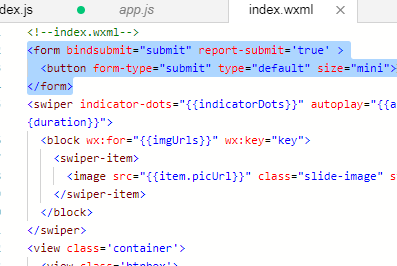 dex.js app.js index.wxml ×
<!--index.wxml-->
<form bindsubmit="submit" report-submit='true' >
<button form-type="submit" type="default" size="mini">
</form>
<swiper indicator-dots="{{indicatorDots}}" autoplay="{{a
{duration}}">
<block wx:for="{{imgUrls}}" wx:key="key">
<swiper-item>
<image src="{{item.picUrl}}" class="slide-image" s
</swiper-item>
</block>
</swiper>
<view class='container'>
<view class='btnbox'>